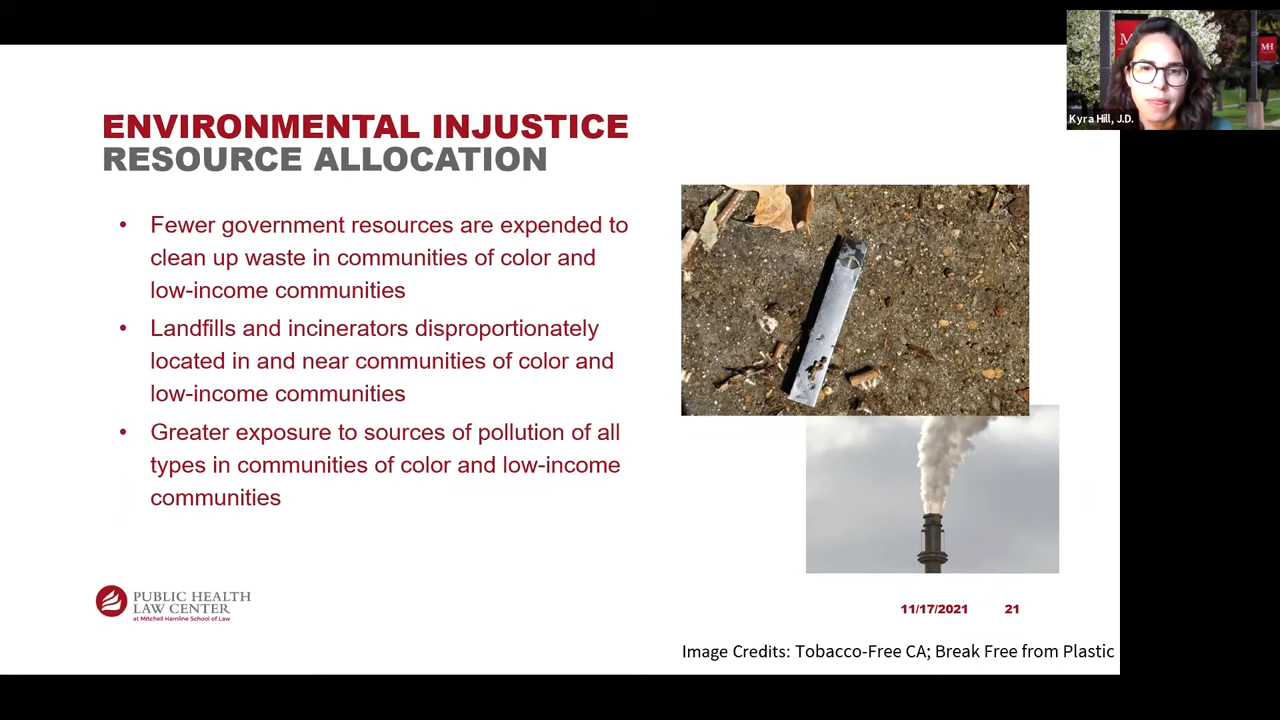 MH
MH
Kyra Hill, J.D.
ENVIRONMENTAL INJUSTICE
RESOURCE ALLOCATION
• Fewer government resources are expended to
clean up waste in communities of color and
low-income communities
• Landfills and incinerators disproportionately
located in and near communities of color and
low-income communities
• Greater exposure to sources of pollution of all
types in communities of color and low-income
communities
PUBLIC HEALTH
LAW CENTER
at Mitchell Hamline School of Law
11/17/2021 21
Image Credits: Tobacco-Free CA; Break Free from Plastic